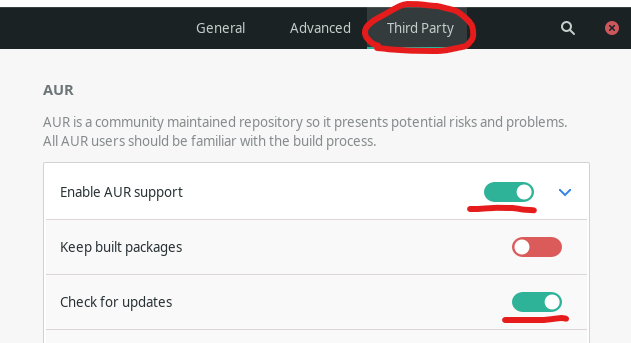 General Advanced Third Party
AUR
AUR is a community maintained repository so it presents potential risks and problems.
All AUR users should be familiar with the build process.
Enable AUR support
Keep built packages
Check for updates